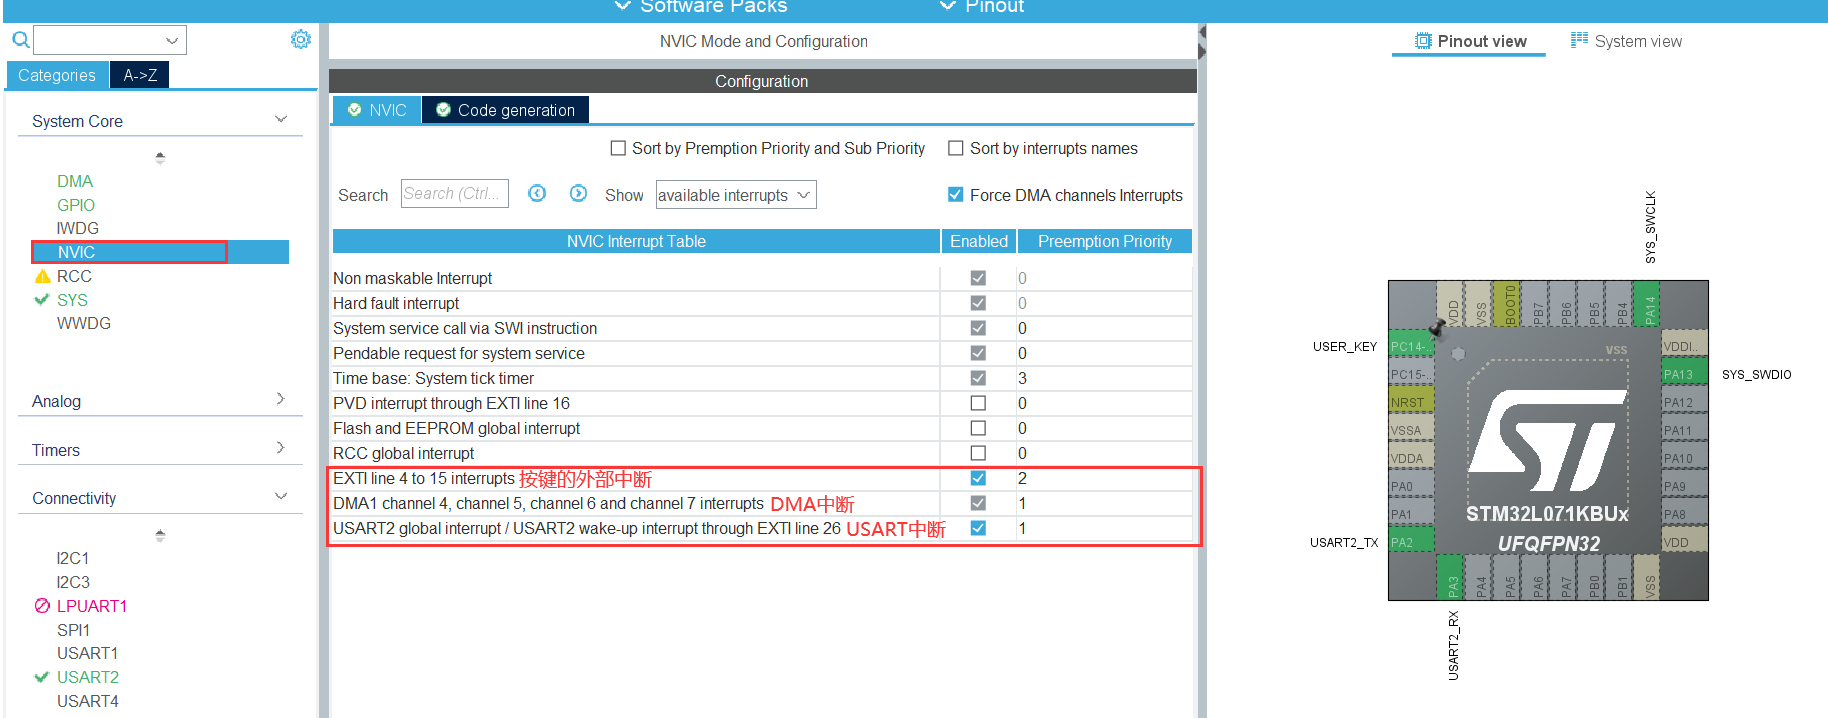 Software Packs
Pinout
NVIC Mode and Configuration
Categories
A->Z
System Core
DMA
GPIO
IWDG
NVIC
RCC
SYS
WWDG
Analog
Timers
Connectivity
I2C1
I2C3
LPUART1
SPI1
USART1
USART2
USART4
Configuration
NVIC
Code generation
Sort by Premption Priority and Sub Priority
Sort by interrupts names
Search
Search (Ctrl...
Show
available interrupts
Force DMA channels Interrupts
NVIC Interrupt Table Enabled Preemption Priority
Non maskable Interrupt 0
Hard fault interrupt 0
System service call via SWI instruction 0
Pendable request for system service 0
Time base: System tick timer 3
PVD interrupt through EXTI line 16 0
Flash and EEPROM global interrupt 0
RCC global interrupt 0
EXTI line 4 to 15 interrupts 按键的外部中断 2
DMA1 channel 4, channel 5, channel 6 and channel 7 interrupts DMA中断 1
USART2 global interrupt / USART2 wake-up interrupt through EXTI line 26 USART中断 1
Pinout view
System view
SYS_SWCLK
VDD
VSS
BOOT0
PB7
PB6
PB5
PB4
PA14
USER_KEY
PC14-..
PC15-..
NRST
VSSA
VDDA
PA0
PA1
USART2_TX
PA2
VSS
ST
STM32L071KBUx
UFQFPN32
VDDI..
PA13
SYS_SWDIO
PA12
PA11
PA10
PA9
PA8
VDD
PA3
PA4
PA5
PA6
PA7
PB0
PB1
VSS
USART2_RX